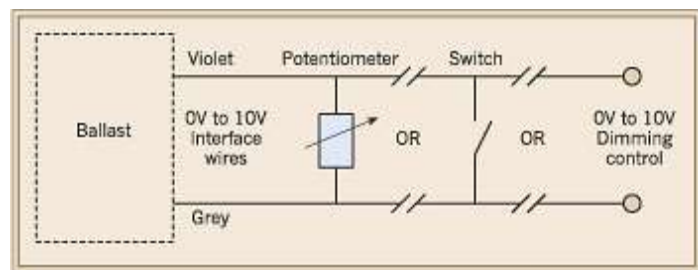 Violet
Potentiometer
Switch
Ballast
0V to 10V
Interface
wires
OR
OR
0V to 10V
Dimming
control
Grey